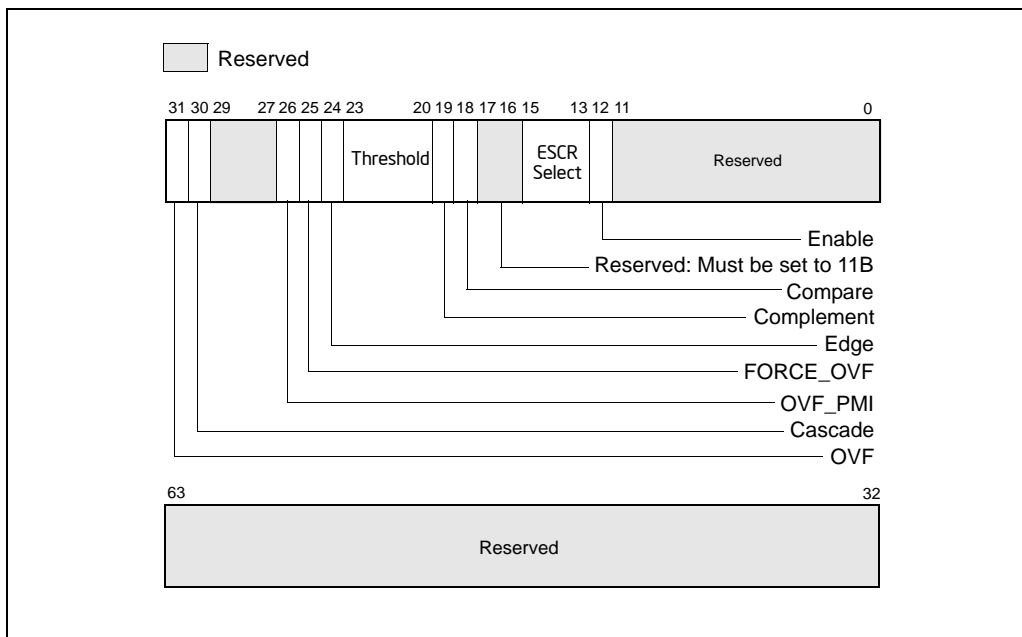 Reserved
31 30 29 27 26 25 24 23 20 19 18 17 16 15 13 12 11 0
Threshold
ESCR
Select
Reserved
Enable
Reserved: Must be set to 11B
Compare
Complement
Edge
FORCE_OVF
OVF_PMI
Cascade
OVF
63 32
Reserved